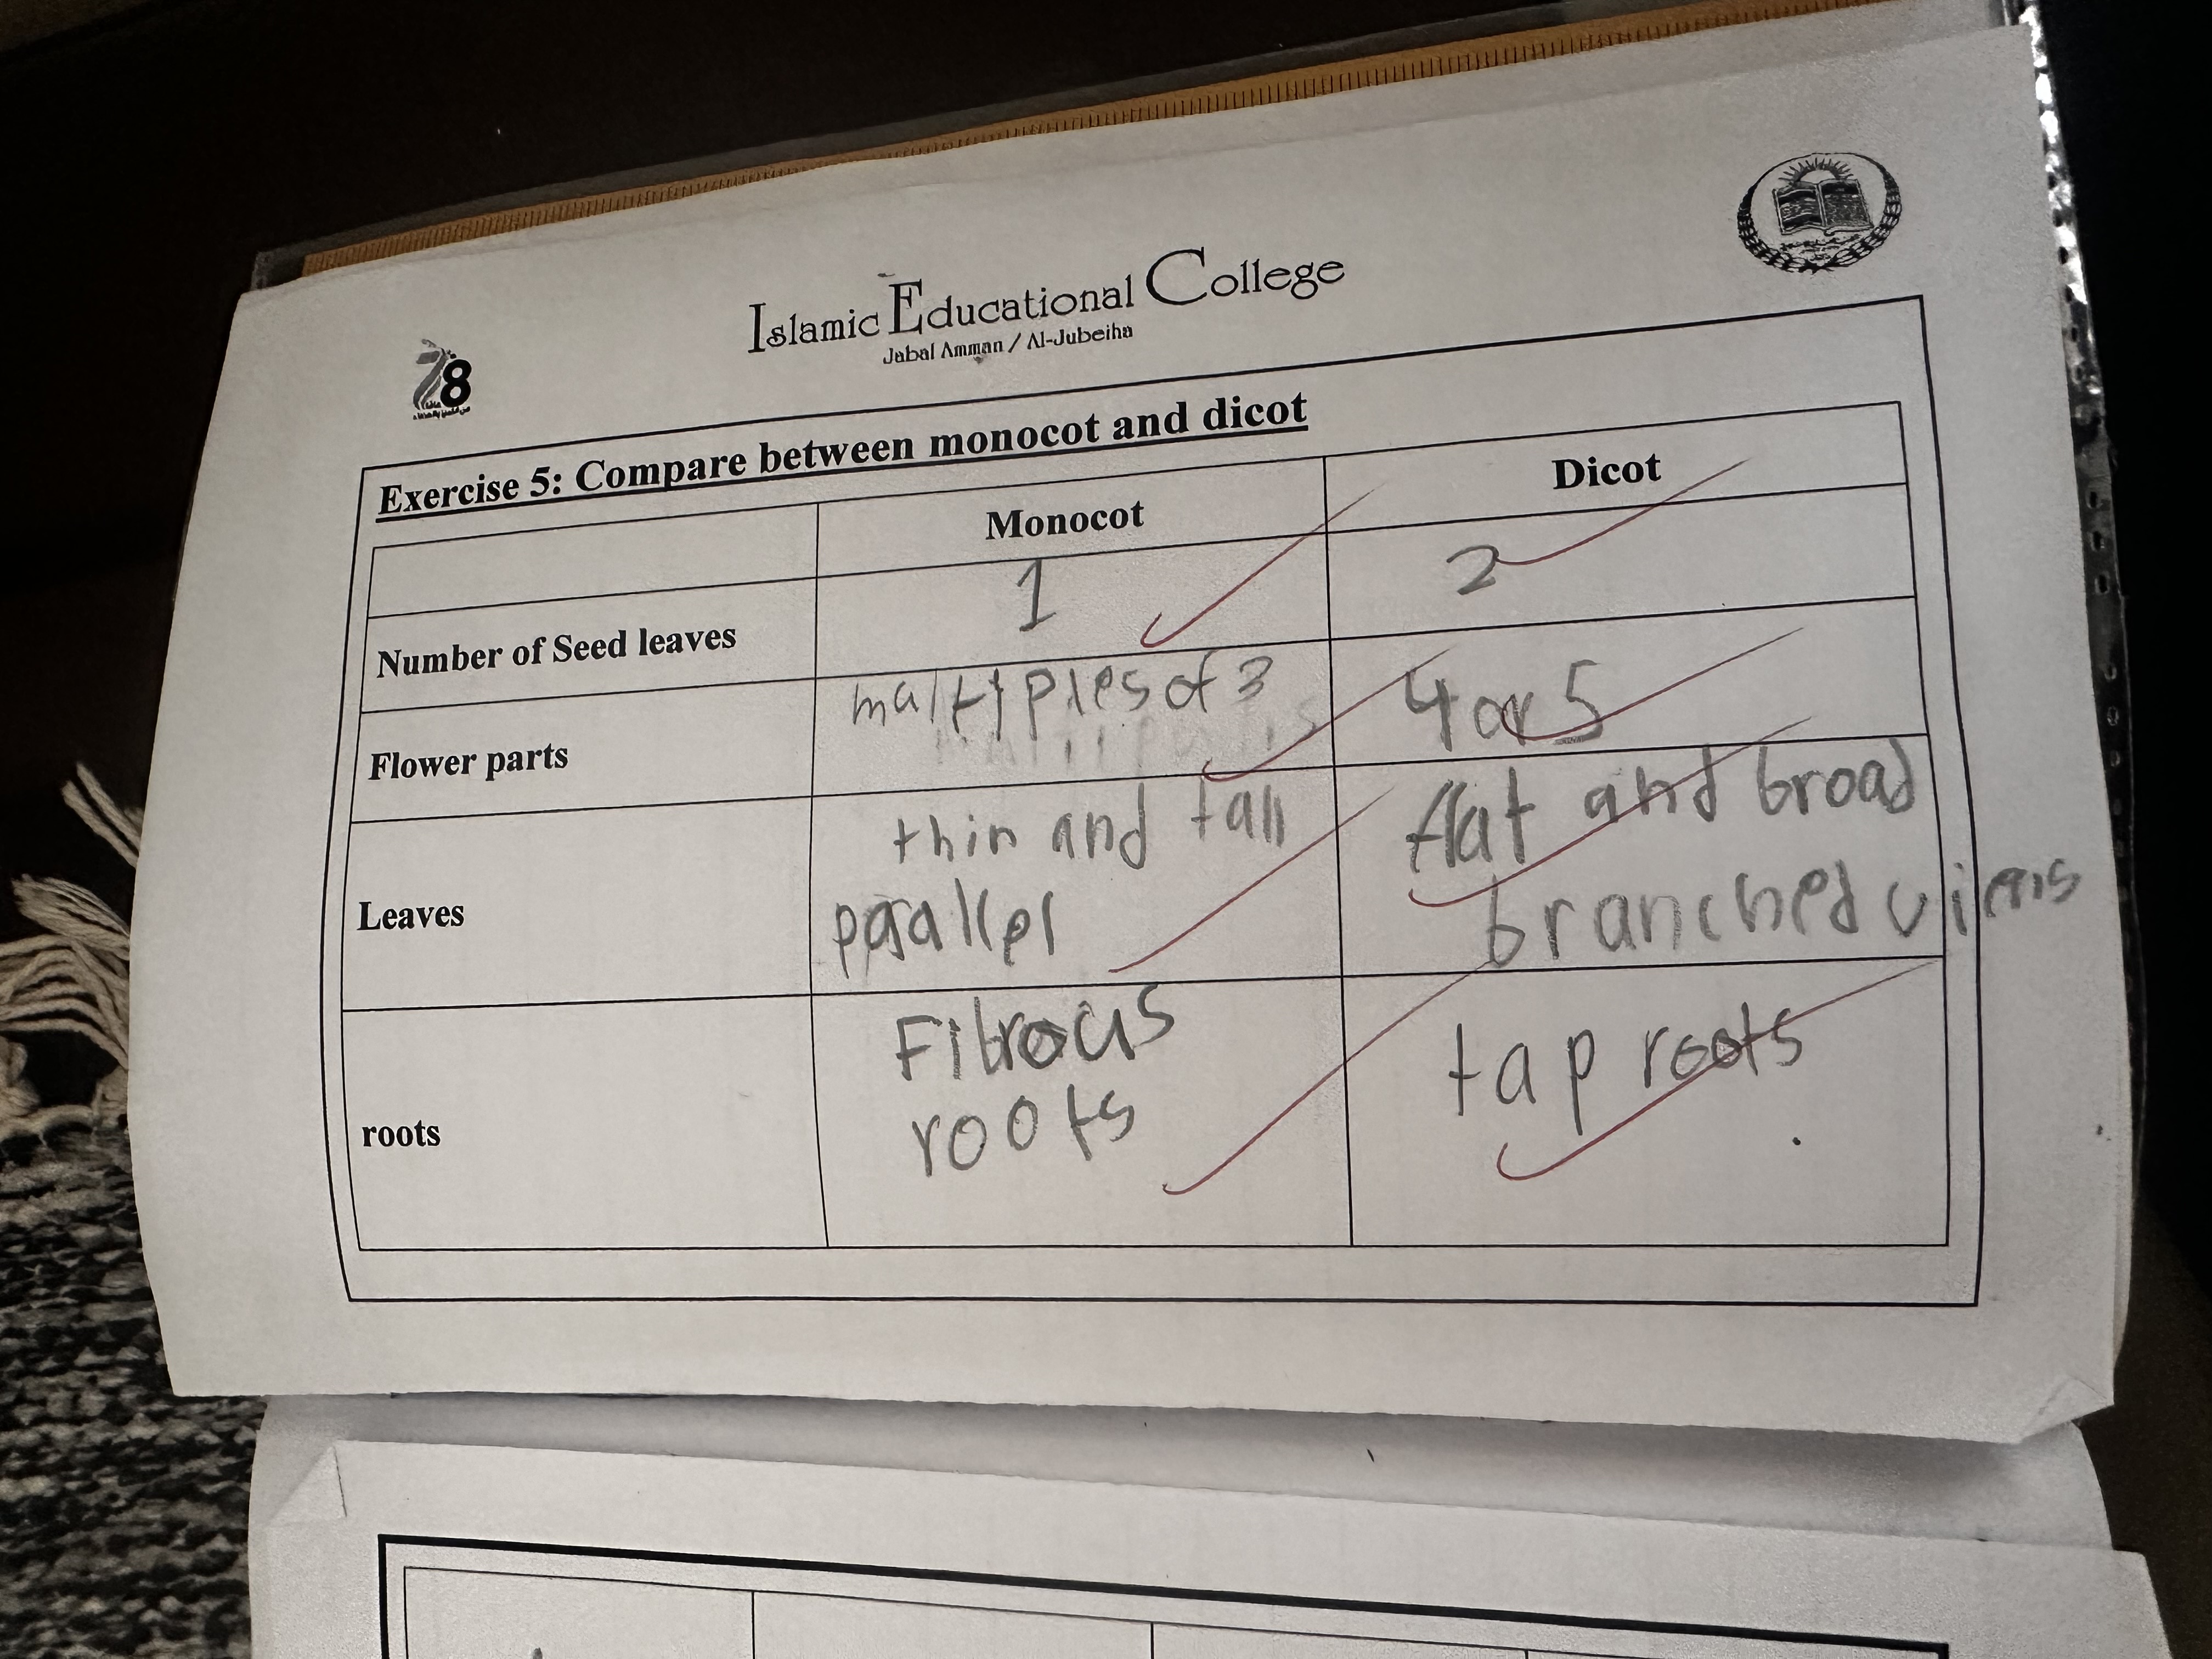 Islamic Educational College
Jabal Amman / Al-Jubeiha
78
Exercise 5: Compare between monocot and dicot
Monocot Dicot
Number of Seed leaves 1 2
Flower parts multiples of 3 4 or 5
Leaves thin and tall flat and broad
parallel branched viens
roots Fibrous tap roots
roots